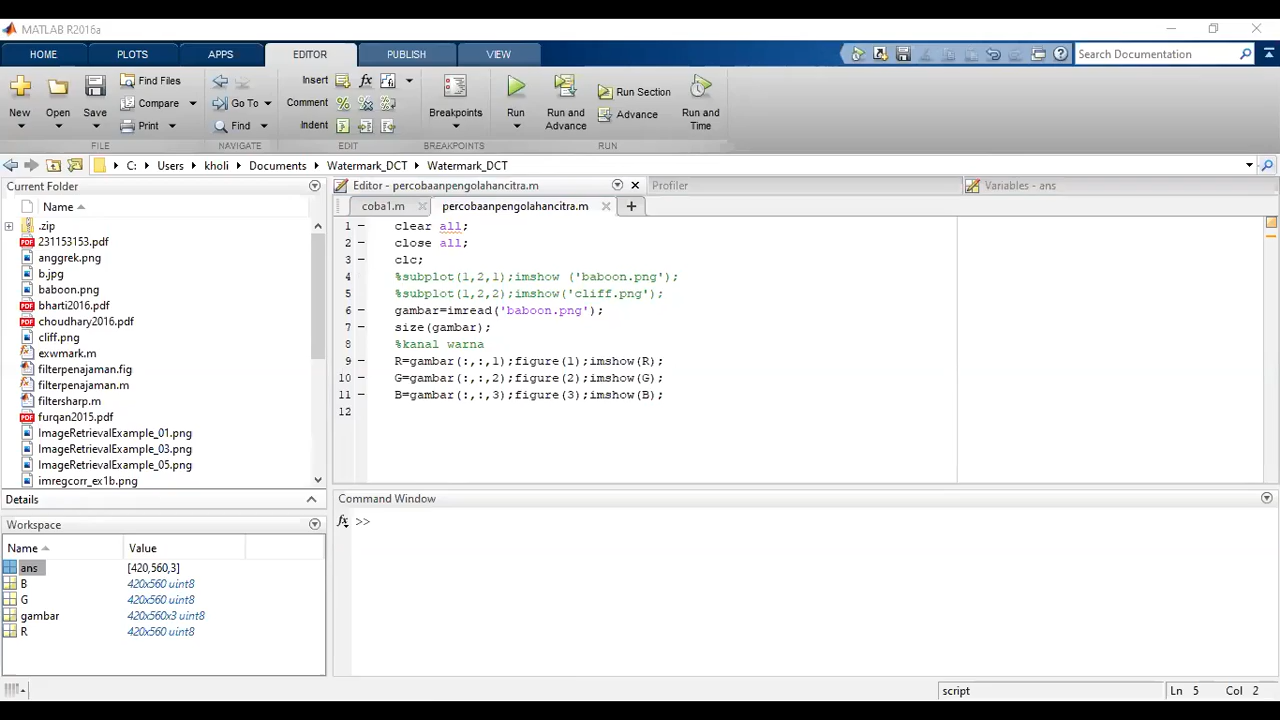 MATLAB R2016a
HOME PLOTS APPS EDITOR PUBLISH VIEW Search Documentation
Insert fx
Find Files
Compare
Print
Go To
Find
Comment
Indent
Run Section
Advance
New Open Save Breakpoints Run Run and Advance Run and Time
FILE NAVIGATE EDIT BREAKPOINTS RUN
C: Users kholi Documents Watermark_DCT Watermark_DCT
Current Folder
Name
.zip
231153153.pdf
anggrek.png
b.jpg
baboon.png
bharti2016.pdf
choudhary2016.pdf
cliff.png
exwmark.m
filterpenajaman.fig
filterpenajaman.m
filtersharp.m
furqan2015.pdf
ImageRetrievalExample_01.png
ImageRetrievalExample_03.png
ImageRetrievalExample_05.png
imregcorr_ex1b.png
Details
Workspace
Name Value
ans [420,560,3]
B 420x560 uint8
G 420x560 uint8
gambar 420x560x3 uint8
R 420x560 uint8
Editor - percobaanpengolahancitra.m Profiler Variables - ans
coba1.m percobaanpengolahancitra.m
1 clear all;
2 close all;
3 clc;
4 %subplot(1,2,1);imshow ('baboon.png');
5 %subplot(1,2,2);imshow('cliff.png');
6 gambar=imread('baboon.png');
7 size(gambar);
8 %kanal warna
9 R=gambar(:,:,1);figure(1);imshow(R);
10 G=gambar(:,:,2);figure(2);imshow(G);
11 B=gambar(:,:,3);figure(3);imshow(B);
12
Command Window
fx >>
script Ln 5 Col 2